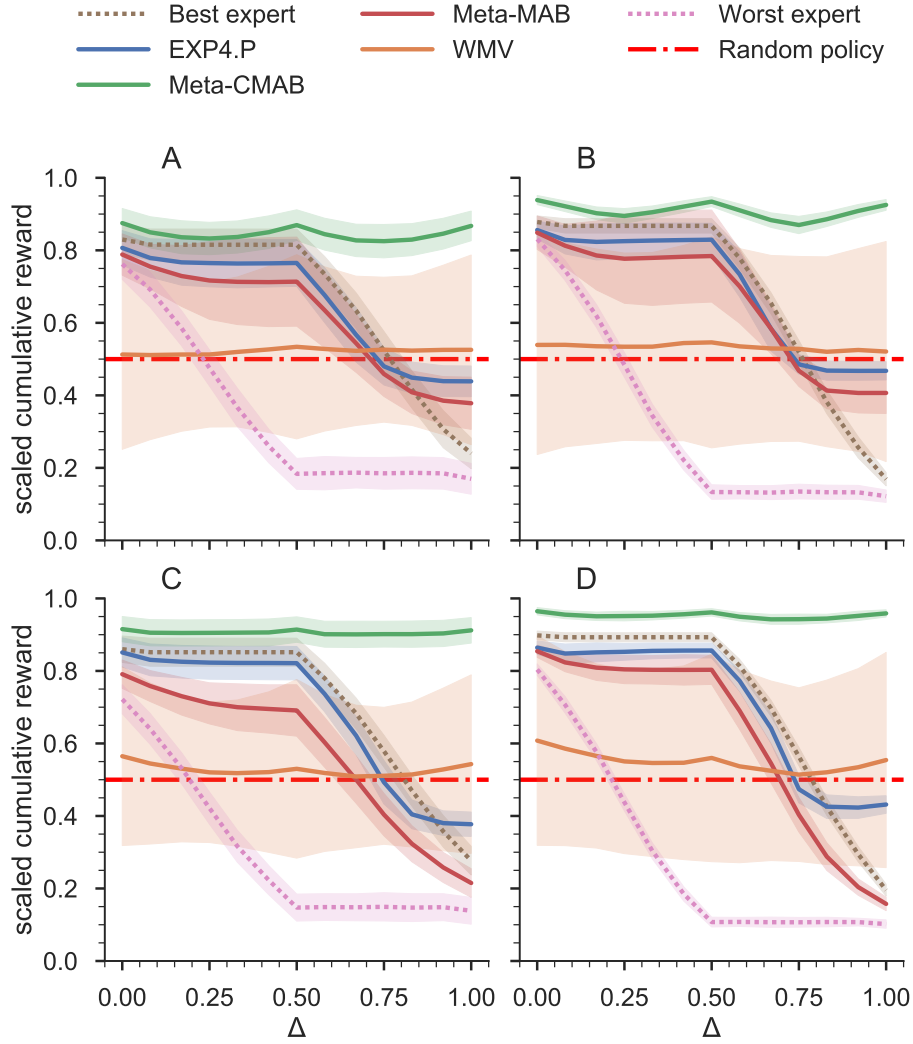 Best expert Meta-MAB Worst expert
EXP4.P WMV Random policy
Meta-CMAB
A B
scaled cumulative reward
1.0
0.8
0.6
0.4
0.2
0.0
C D
scaled cumulative reward
1.0
0.8
0.6
0.4
0.2
0.0
0.00 0.25 0.50 0.75 1.00 0.00 0.25 0.50 0.75 1.00
Δ Δ